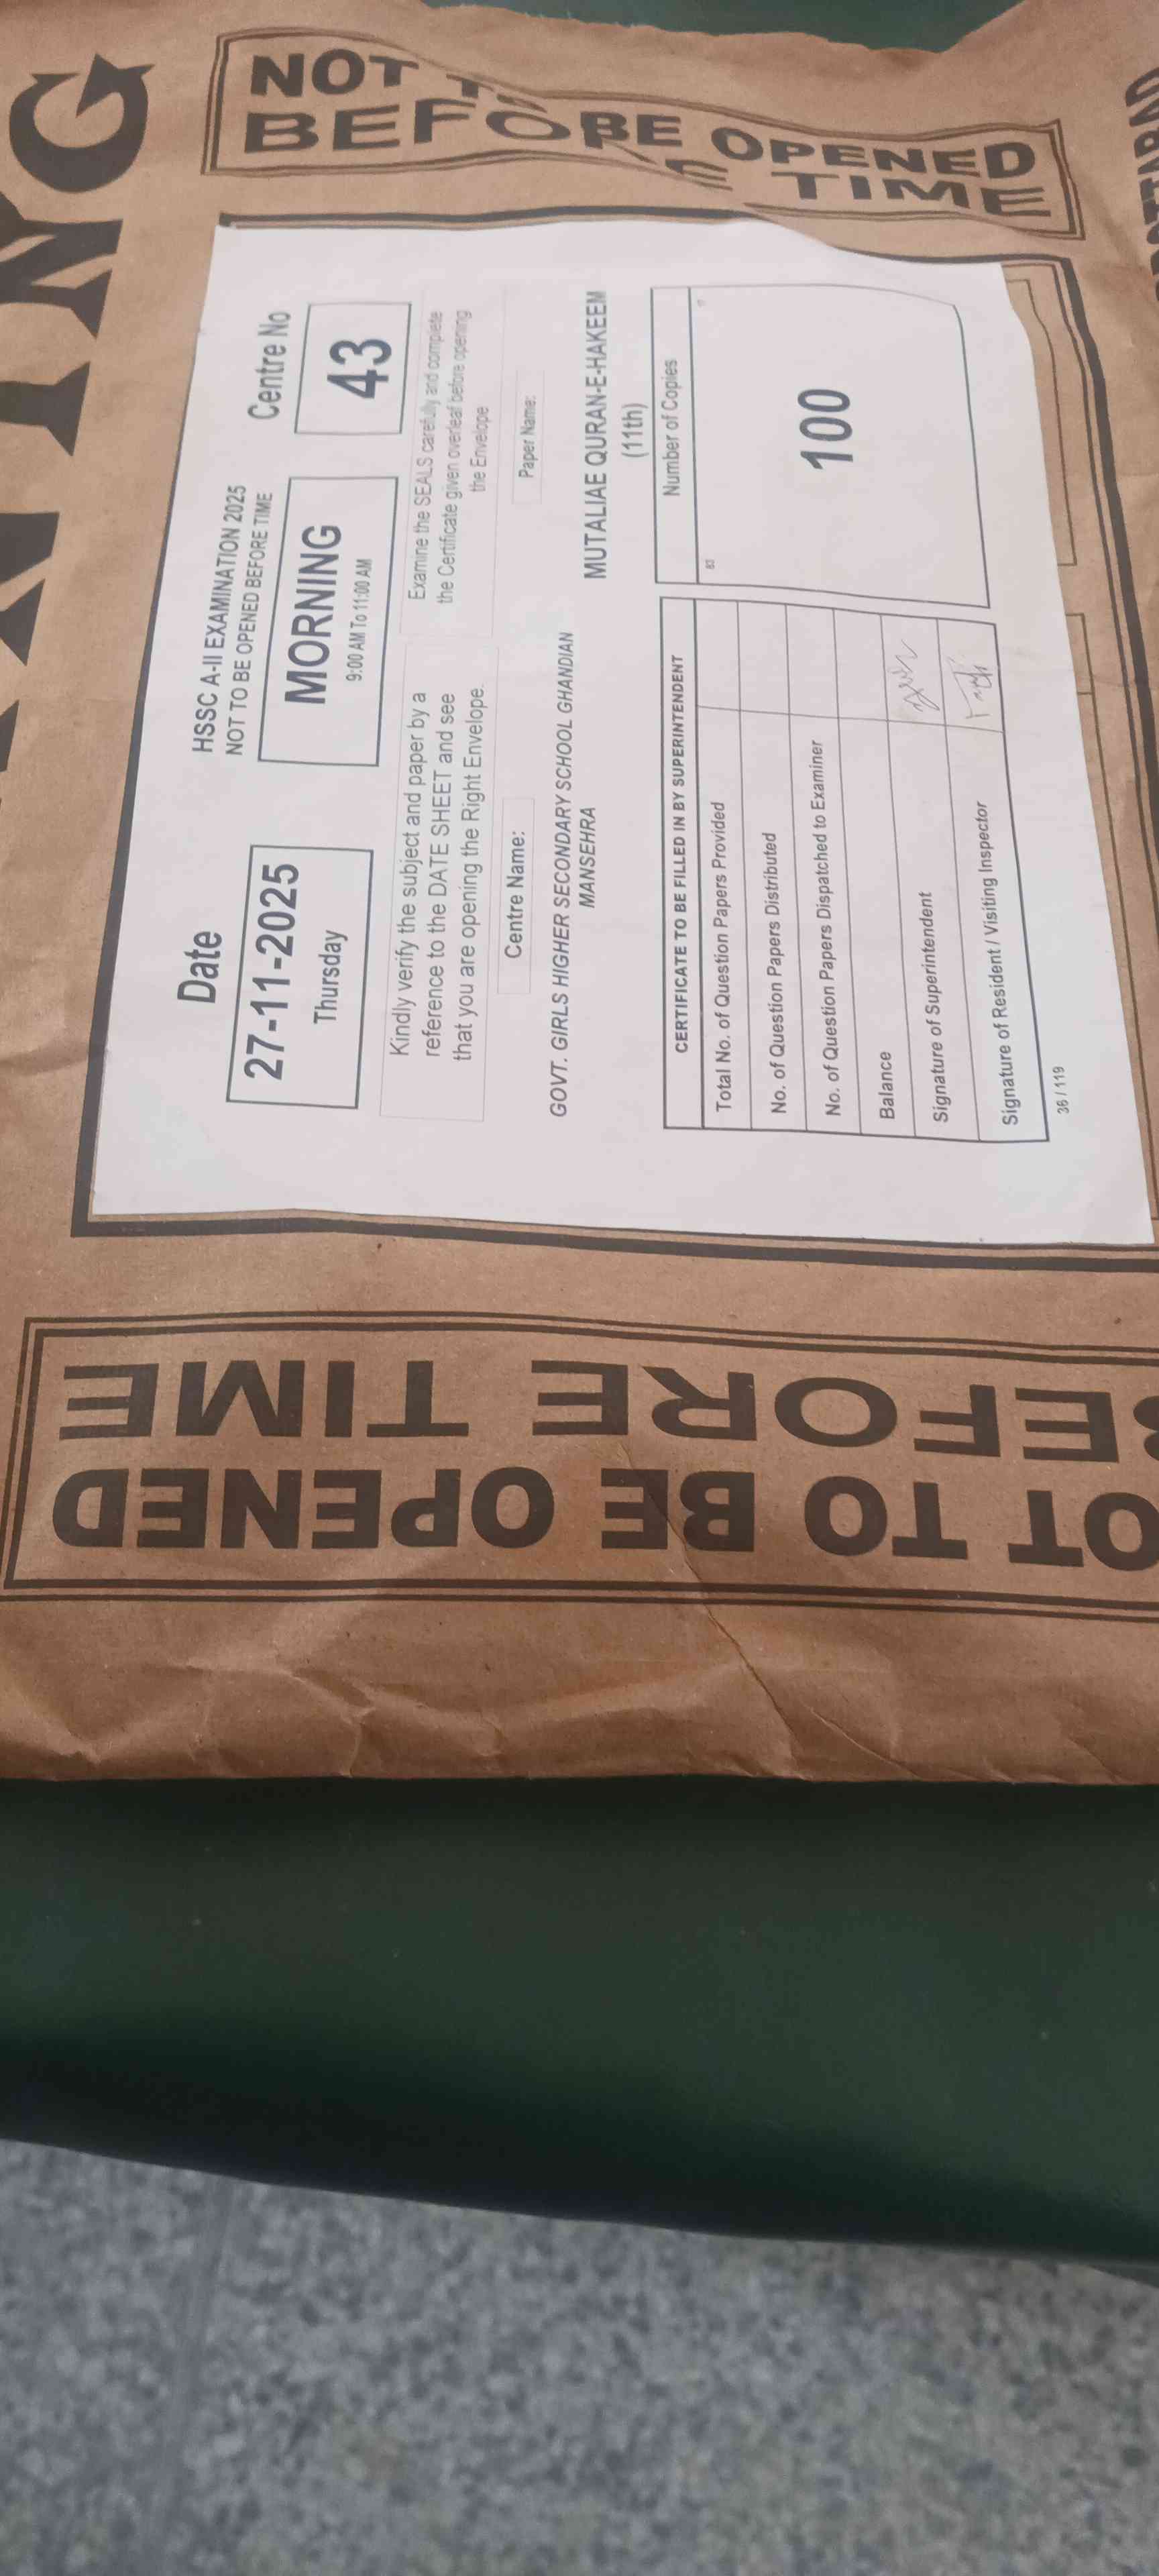 NOT TO BE OPENED
BEFORE TIME
HSSC A-II EXAMINATION 2025
NOT TO BE OPENED BEFORE TIME
Date
27-11-2025
Thursday
MORNING
9:00 AM To 11:00 AM
Centre No
43
Kindly verify the subject and paper by a
reference to the DATE SHEET and see
that you are opening the Right Envelope.
Examine the SEALS carefully and complete
the Certificate given overleaf before opening
the Envelope
Centre Name:
GOVT. GIRLS HIGHER SECONDARY SCHOOL GHANDIAN
MANSEHRA
Paper Name:
MUTALIAE QURAN-E-HAKEEM
(11th)
CERTIFICATE TO BE FILLED IN BY SUPERINTENDENT
Total No. of Question Papers Provided
No. of Question Papers Distributed
No. of Question Papers Dispatched to Examiner
Balance
Signature of Superintendent
Signature of Resident / Visiting Inspector
Number of Copies
100
36 / 119
OT TO BE OPENED
EFORE TIME